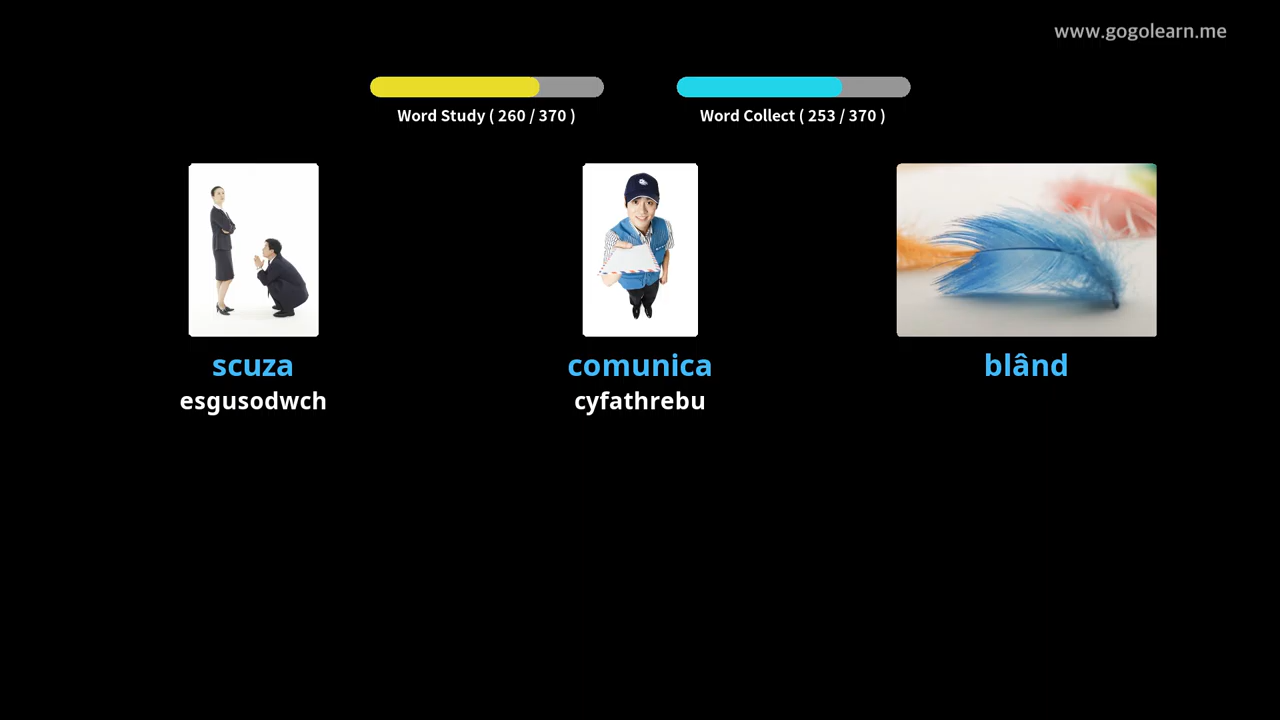 www.gogolearn.me
Word Study ( 260 / 370 )
Word Collect ( 253 / 370 )
scuza
esgusodwch
comunica
cyfathrebu
blând